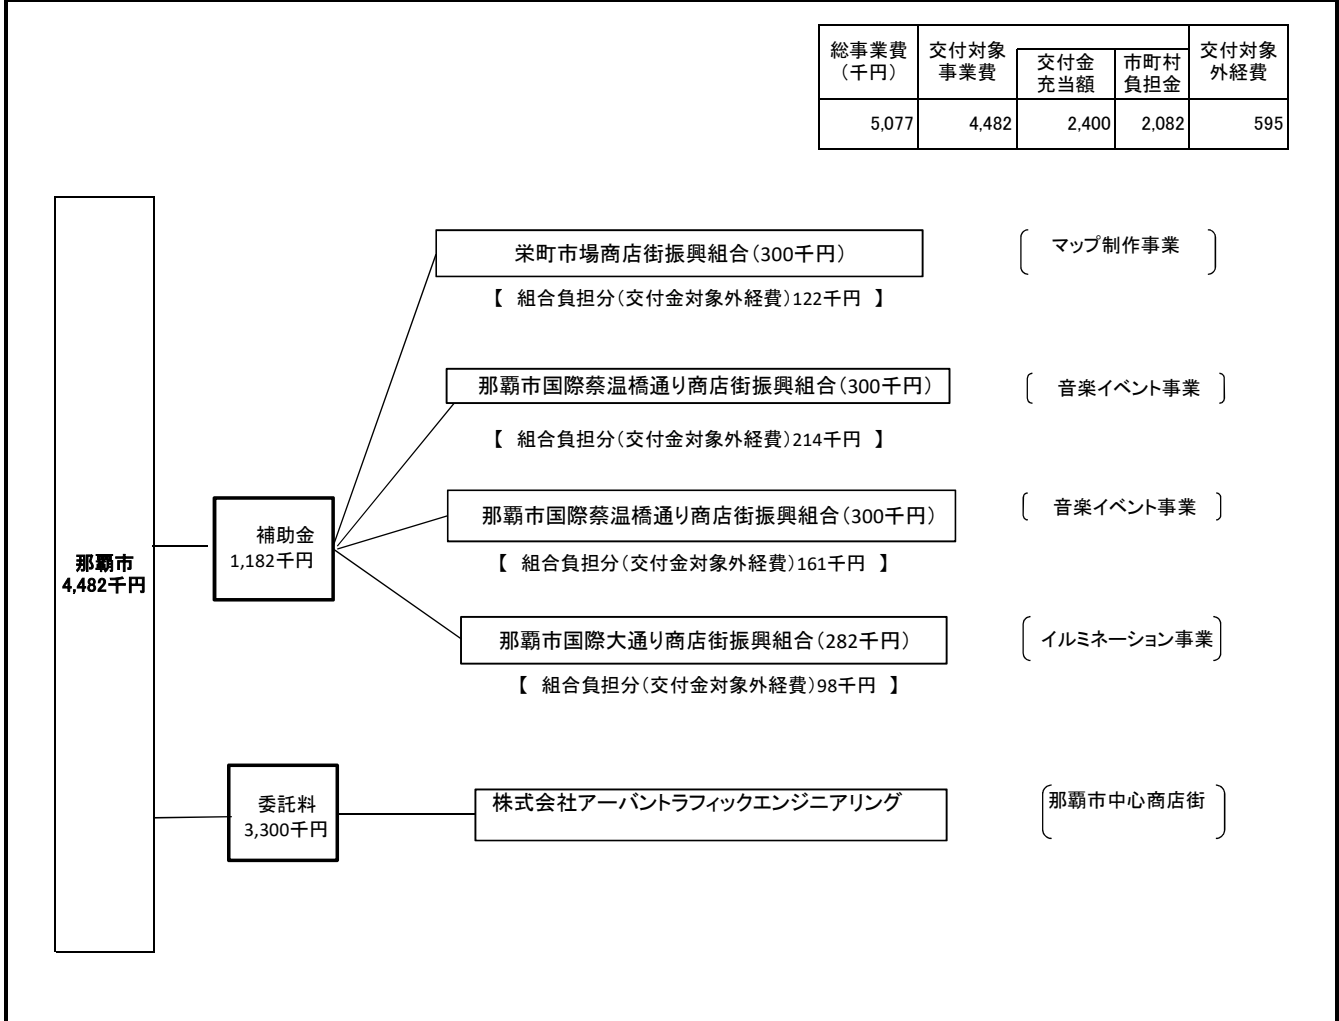 総事業費
（千円）
交付対象
事業費
交付金
充当額
市町村
負担金
交付対象
外経費
5,077
4,482
2,400
2,082
595
那覇市
4,482千円
補助金
1,182千円
栄町市場商店街振興組合（300千円）
マップ制作事業
【 組合負担分（交付金対象外経費）122千円 】
那覇市国際蔡温橋通り商店街振興組合（300千円）
音楽イベント事業
【 組合負担分（交付金対象外経費）214千円 】
那覇市国際蔡温橋通り商店街振興組合（300千円）
音楽イベント事業
【 組合負担分（交付金対象外経費）161千円 】
那覇市国際大通り商店街振興組合（282千円）
イルミネーション事業
【 組合負担分（交付金対象外経費）98千円 】
委託料
3,300千円
株式会社アーバントラフィックエンジニアリング
那覇市中心商店街